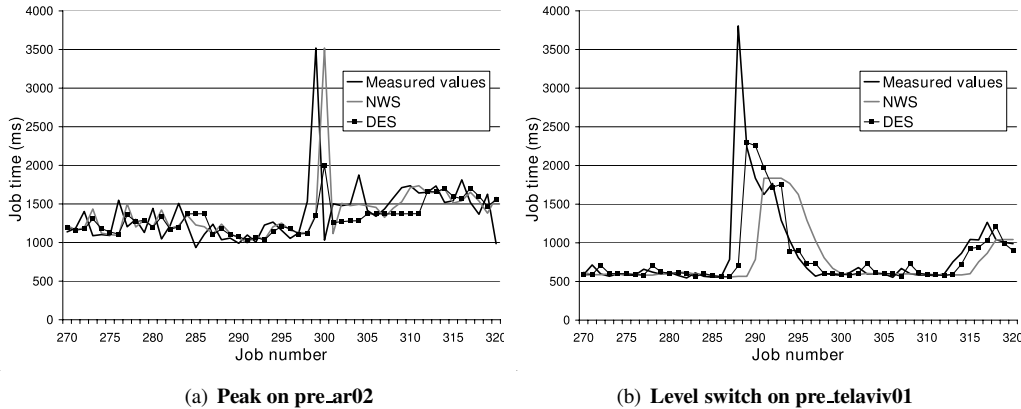 4000
3500
3000
2500
2000
1500
1000
500
0
Job time (ms)
Measured values
NWS
DES
270 275 280 285 290 295 300 305 310 315 320
Job number
(a) Peak on pre_ar02
4000
3500
3000
2500
2000
1500
1000
500
0
Job time (ms)
Measured values
NWS
DES
270 275 280 285 290 295 300 305 310 315 320
Job number
(b) Level switch on pre_telaviv01